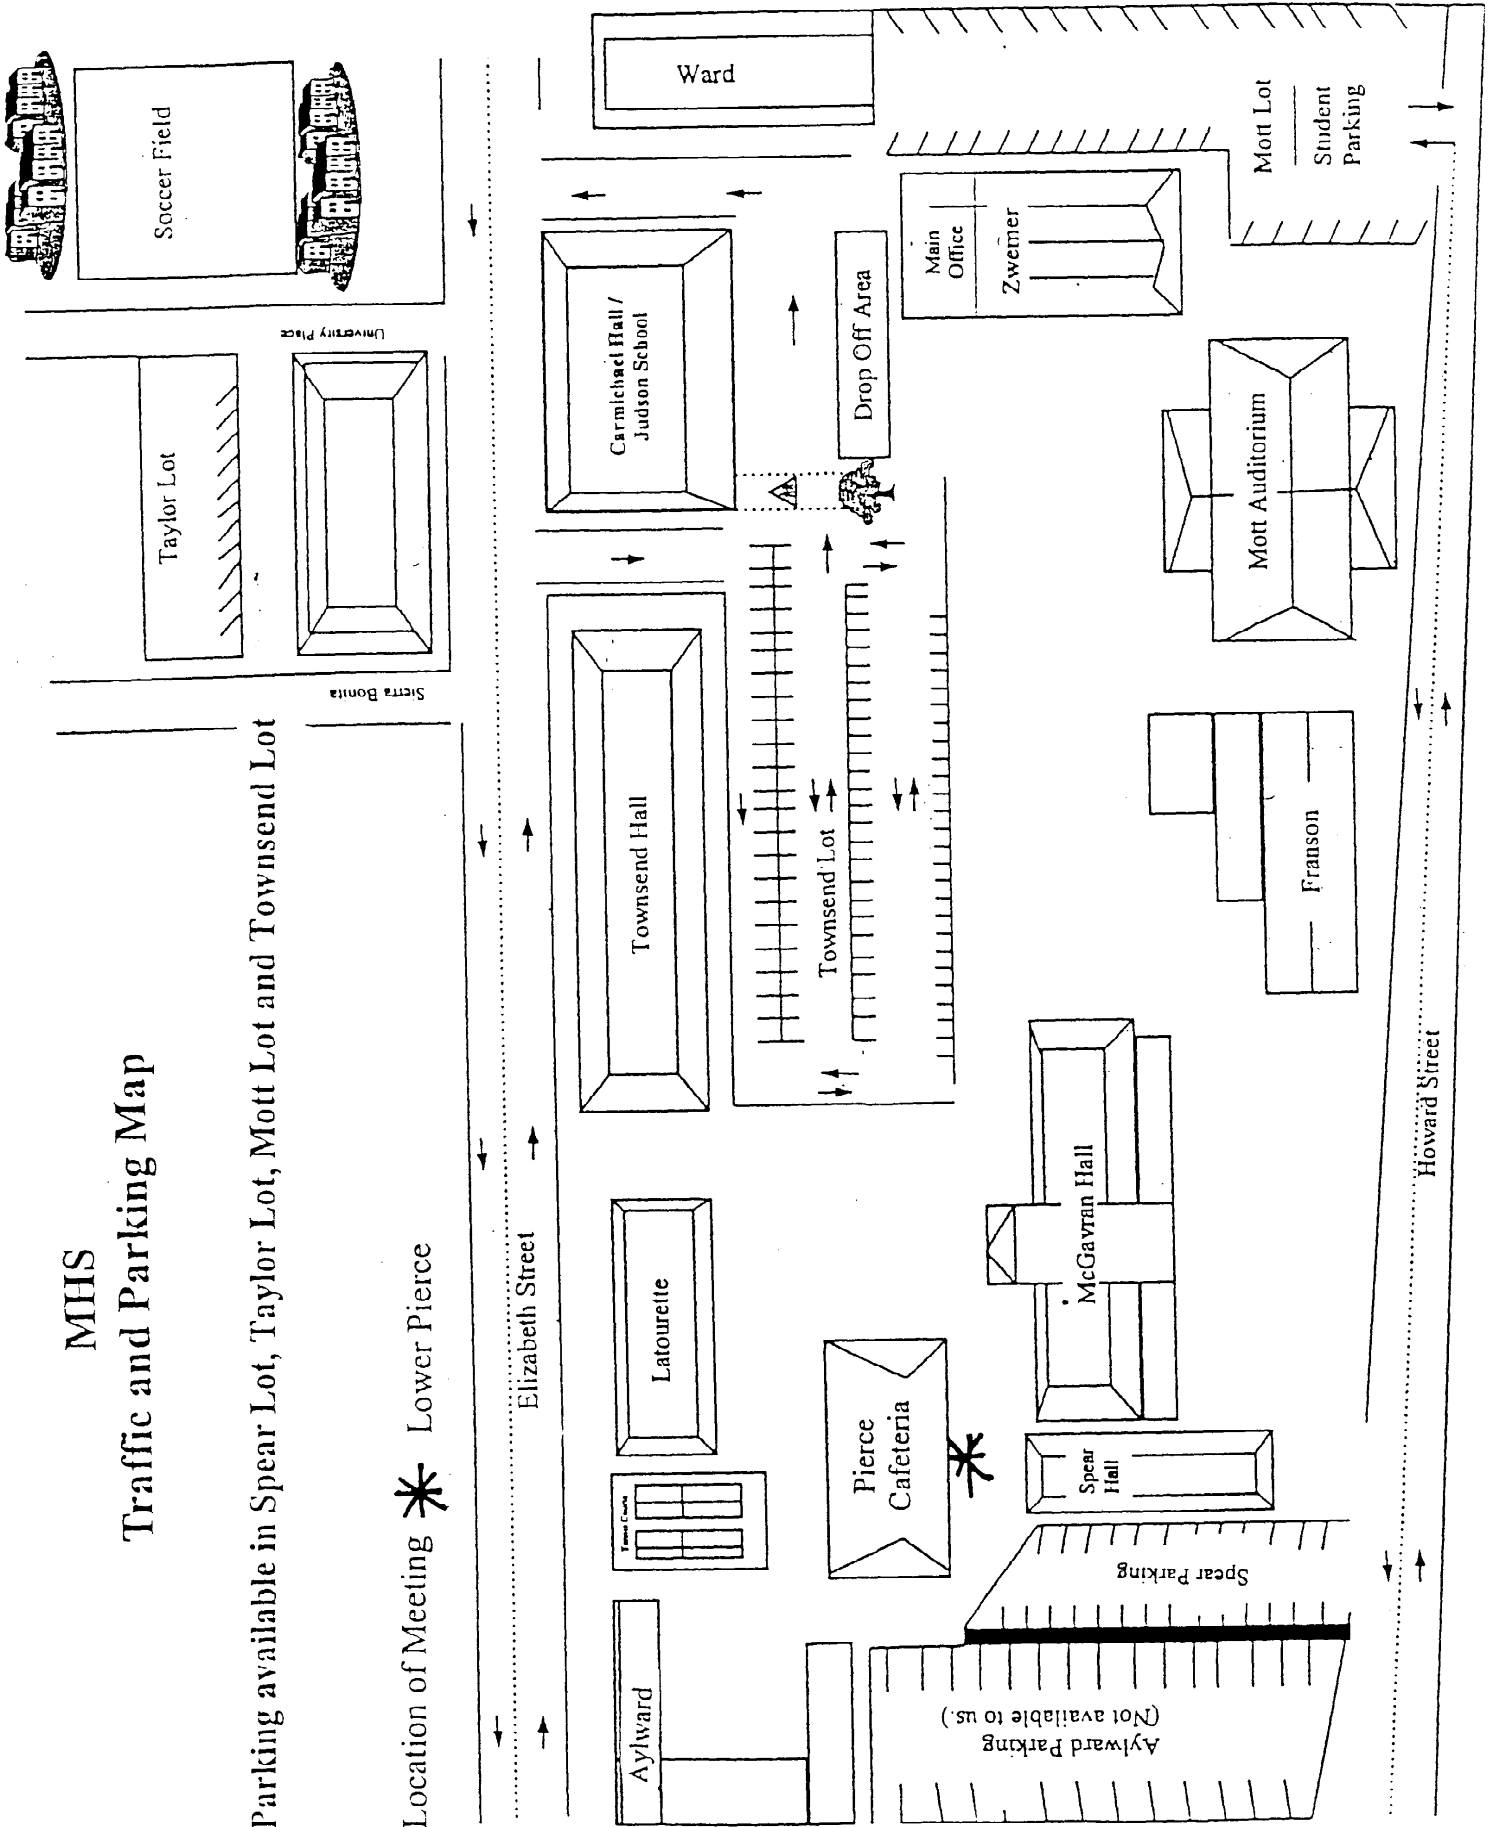 MHS
Traffic and Parking Map
Parking available in Spear Lot, Taylor Lot, Mott Lot and Townsend Lot
Location of Meeting
Lower Pierce
Taylor Lot
Soccer Field
Sierra Bonita
University Place
Elizabeth Street
Aylward
Tennis Courts
Latourette
Townsend Hall
Carmichael Hall /
Judson School
Ward
Townsend Lot
Drop Off Area
Main
Office
Zwemer
Pierce
Cafeteria
McGavran Hall
Spear
Hall
Spear Parking
Aylward Parking
(Not available to us.)
Franson
Mott Auditorium
Mott Lot
Student
Parking
Howard Street